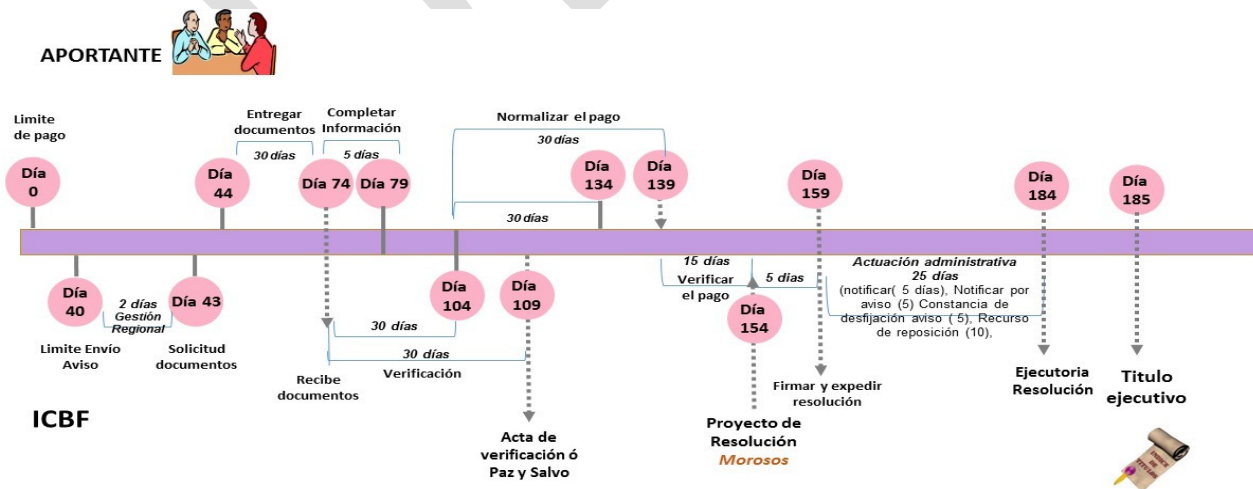 APORTANTE
Limite
de pago
Entregar
documentos
30 días
Completar
Información
5 días
Normalizar el pago
30 días
Día
0
Día
44
Día 74
Día 79
Día
134
Día
139
Día
159
Día
184
Día
185
30 días
Día
40
2 días
Gestión
Regional
Día 43
Día
104
Día
109
15 días
Verificar
el pago
5 días
Día
154
Actuación administrativa
25 días
(notificar( 5 días), Notificar por
aviso (5) Constancia de
desfijación aviso ( 5), Recurso
de reposición (10),
Limite Envío
Aviso
Solicitud
documentos
30 días
30 días
Verificación
Recibe
documentos
Firmar y expedir
resolución
Ejecutoria
Resolución
Titulo
ejecutivo
ICBF
Acta de
verificación ó
Paz y Salvo
Proyecto de
Resolución
Morosos
INDICE
DE
TITULOS